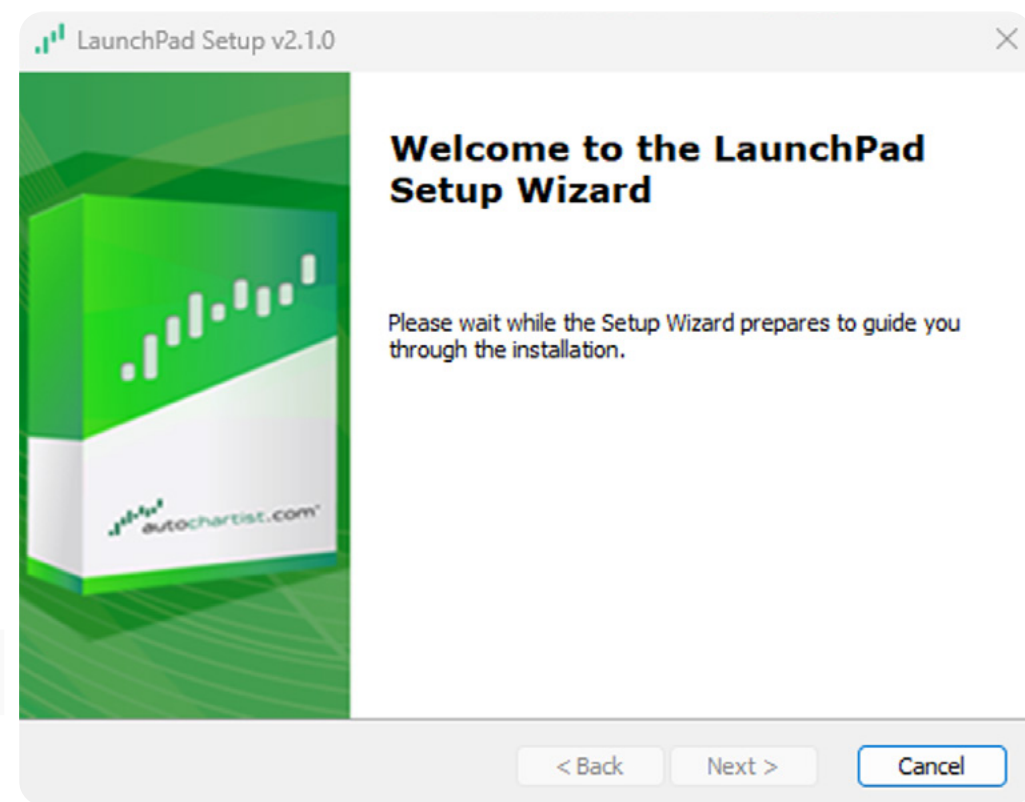 LaunchPad Setup v2.1.0
Welcome to the LaunchPad
Setup Wizard
Please wait while the Setup Wizard prepares to guide you
through the installation.
autochartist.com
< Back
Next >
Cancel